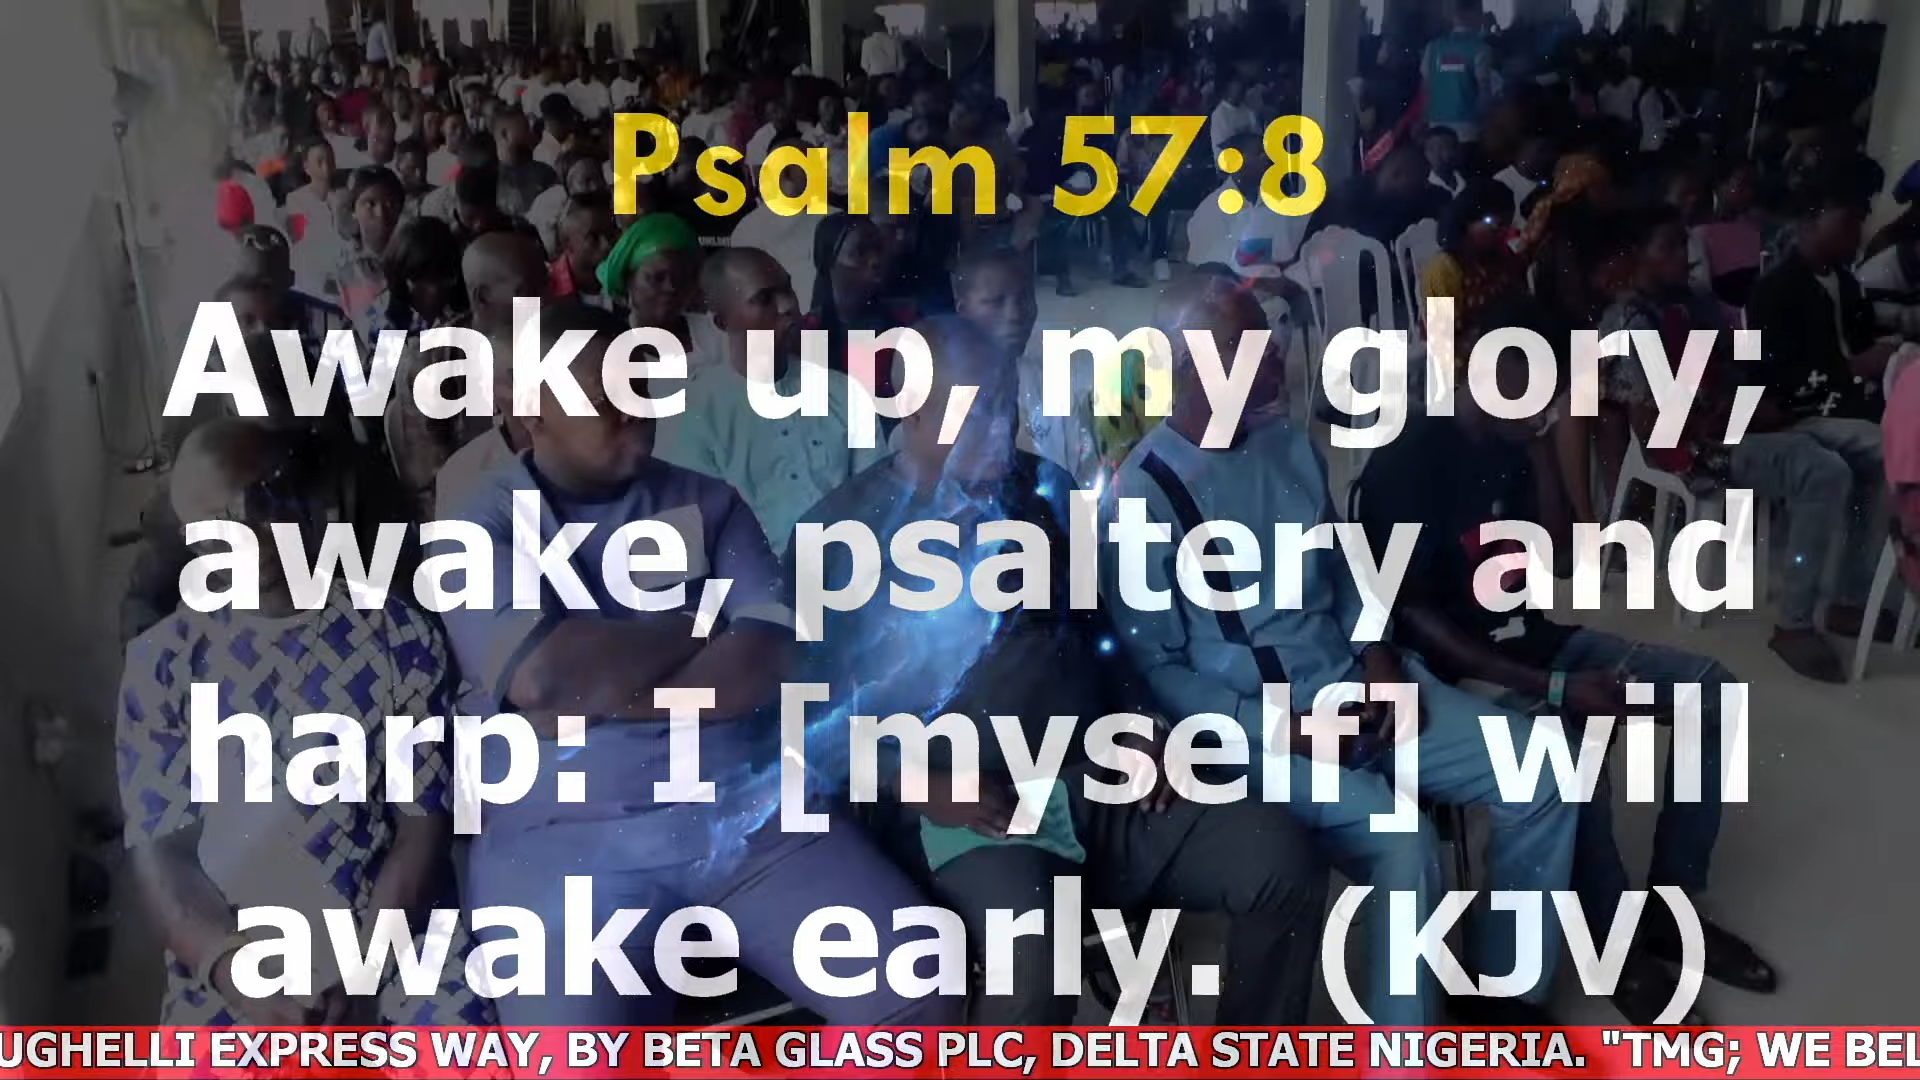 Psalm 57:8
Awake up, my glory;
awake, psaltery and
harp: I [myself] will
awake early. (KJV)
UGHELLI EXPRESS WAY, BY BETA GLASS PLC, DELTA STATE NIGERIA. "TMG; WE BEL